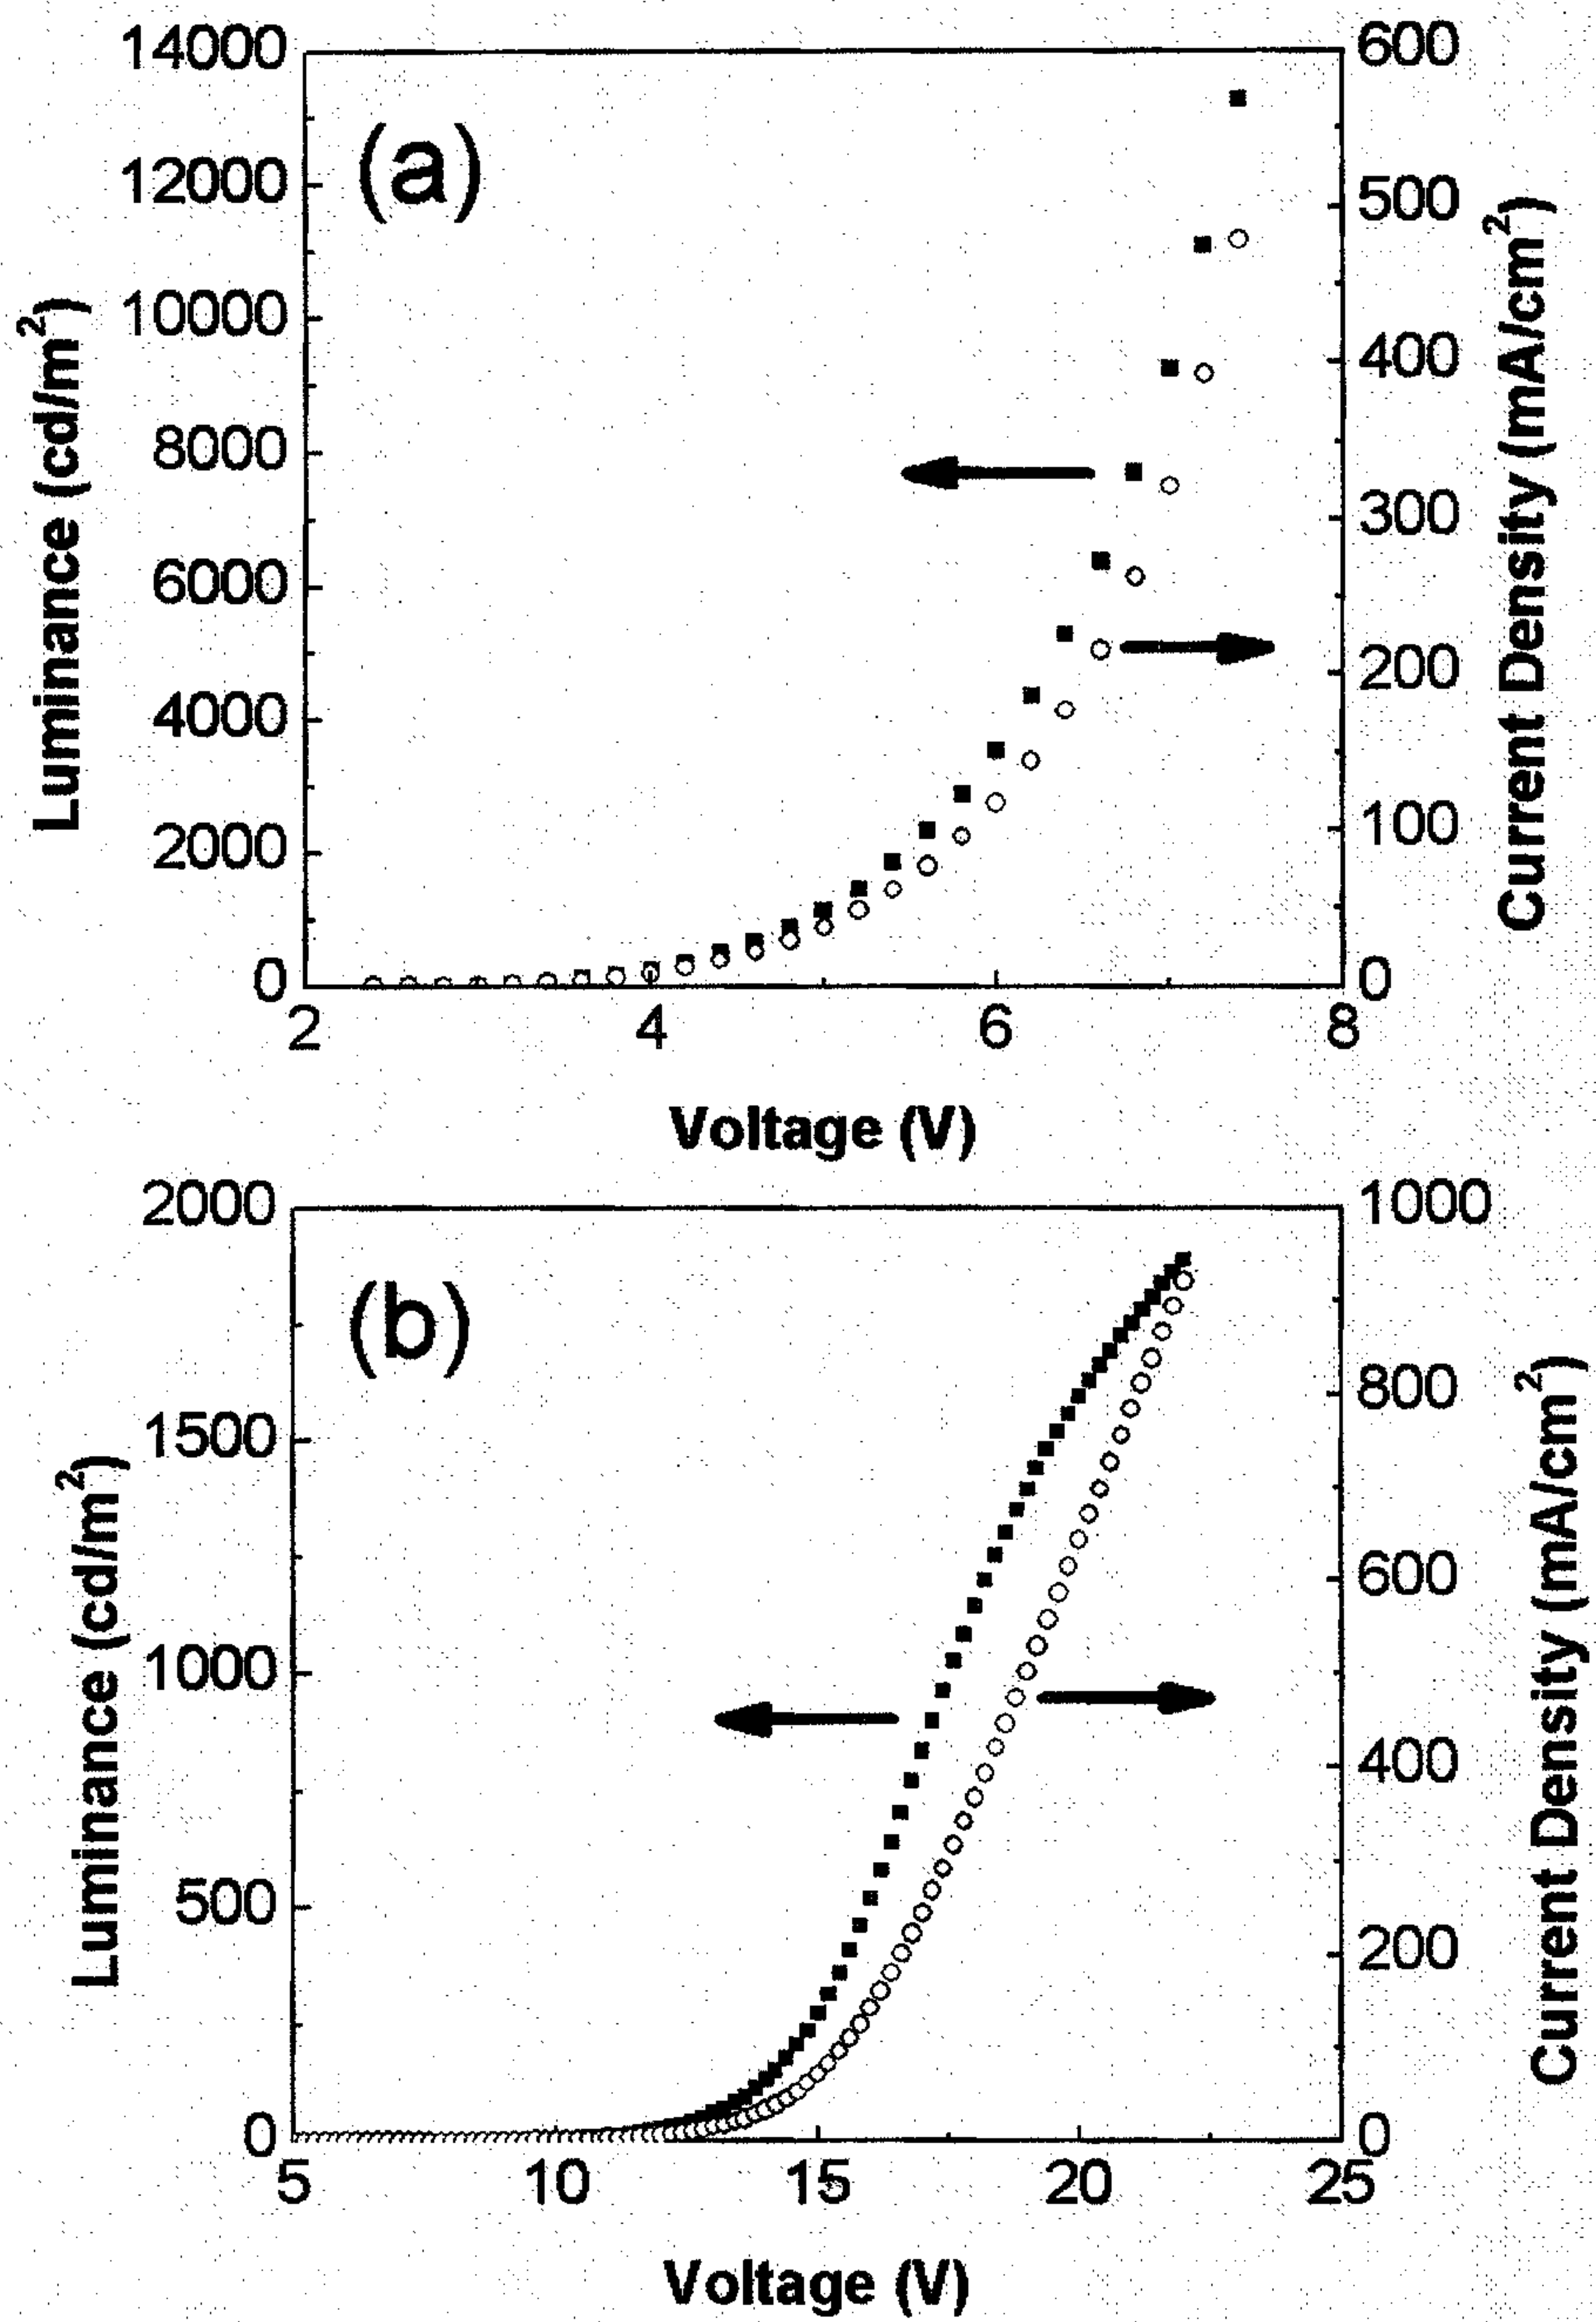 14000
12000
10000
8000
6000
4000
2000
0
Luminance (cd/m²)
(a)
600
500
400
300
200
100
0
Current Density (mA/cm²)
2 4 6 8
Voltage (V)
2000
1500
1000
500
0
Luminance (cd/m²)
(b)
1000
800
600
400
200
0
Current Density (mA/cm²)
5 10 15 20 25
Voltage (V)